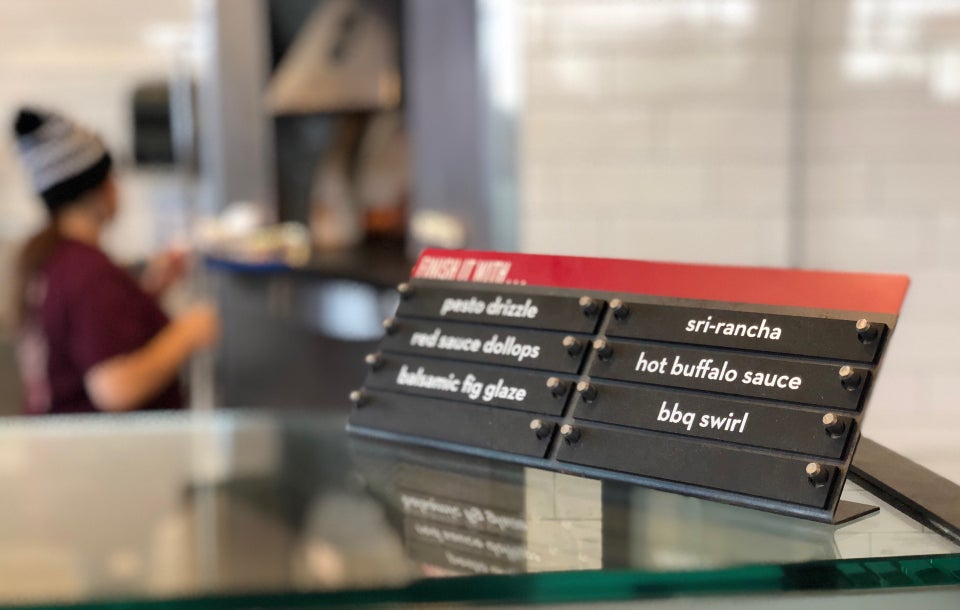 FINISH IT WITH...
pesto drizzle
red sauce dollops
balsamic fig glaze
sri-rancha
hot buffalo sauce
bbq swirl